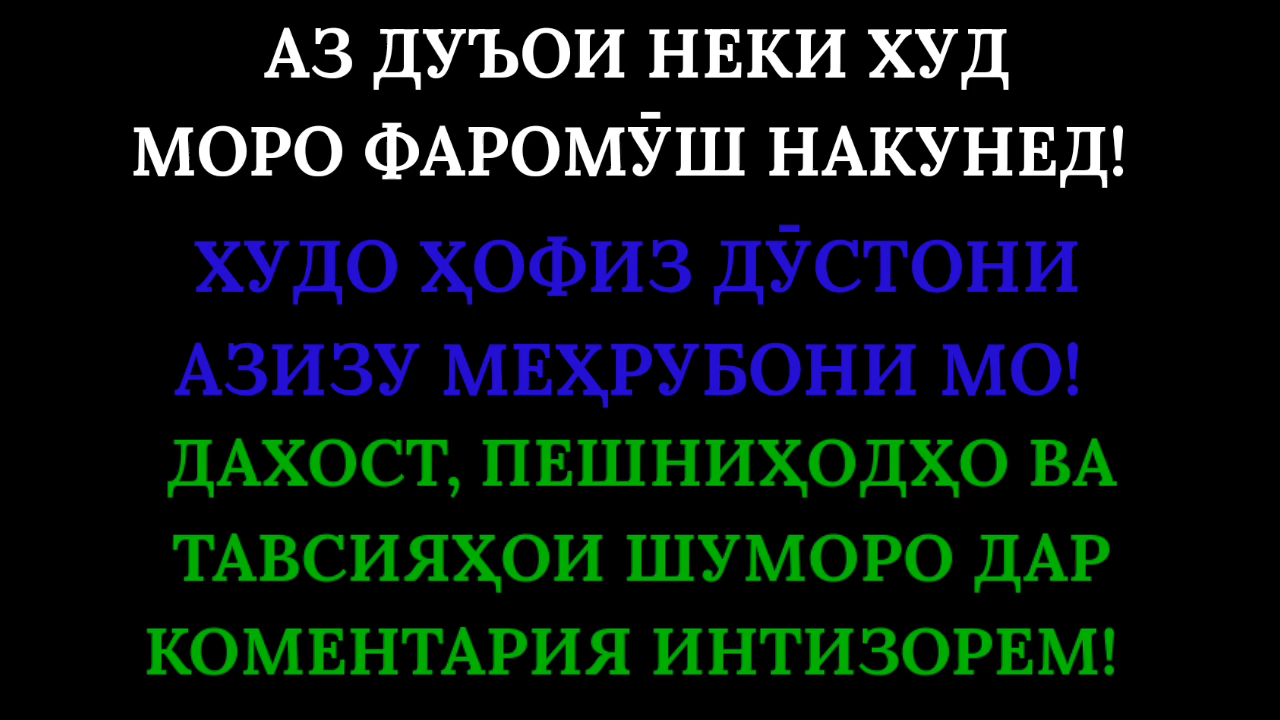 АЗ ДУЪОИ НЕКИ ХУД
МОРО ФАРОМӮШ НАКУНЕД!
ХУДО ҲОФИЗ ДӮСТОНИ
АЗИЗУ МЕҲРУБОНИ МО!
ДАХОСТ, ПЕШНИҲОДҲО ВА
ТАВСИЯҲОИ ШУМОРО ДАР
КОМЕНТАРИЯ ИНТИЗОРЕМ!